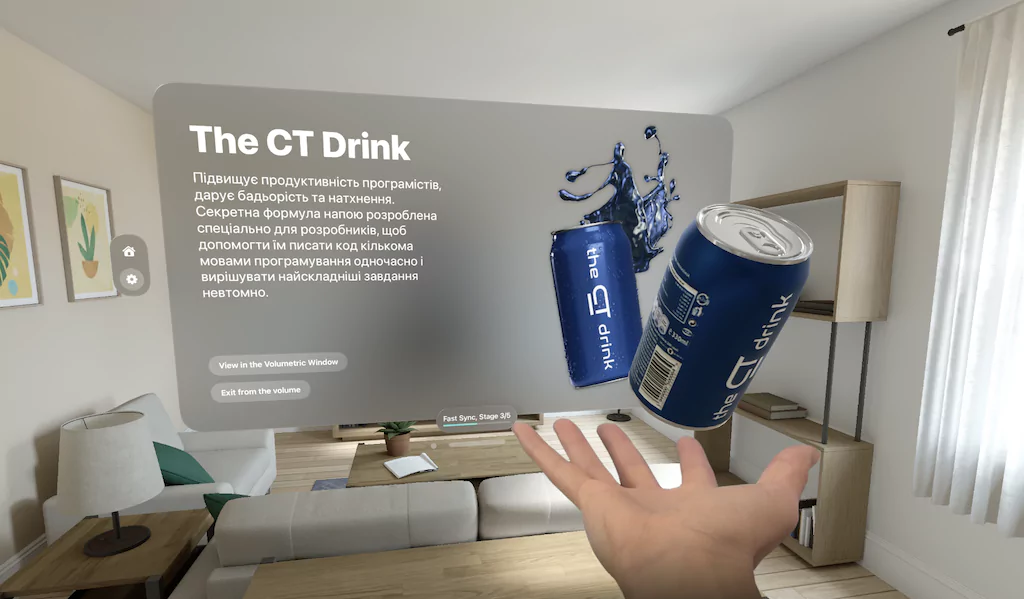 The CT Drink
Підвищує продуктивність програмістів,
дарує бадьорість та натхнення.
Секретна формула напою розроблена
спеціально для розробників, щоб
допомогти їм писати код кількома
мовами програмування одночасно і
вирішувати найскладніші завдання
невтомно.
View in the Volumetric Window
Exit from the volume
Fast Sync, Stage 3/5
the CT drink
the CT drink
330ml